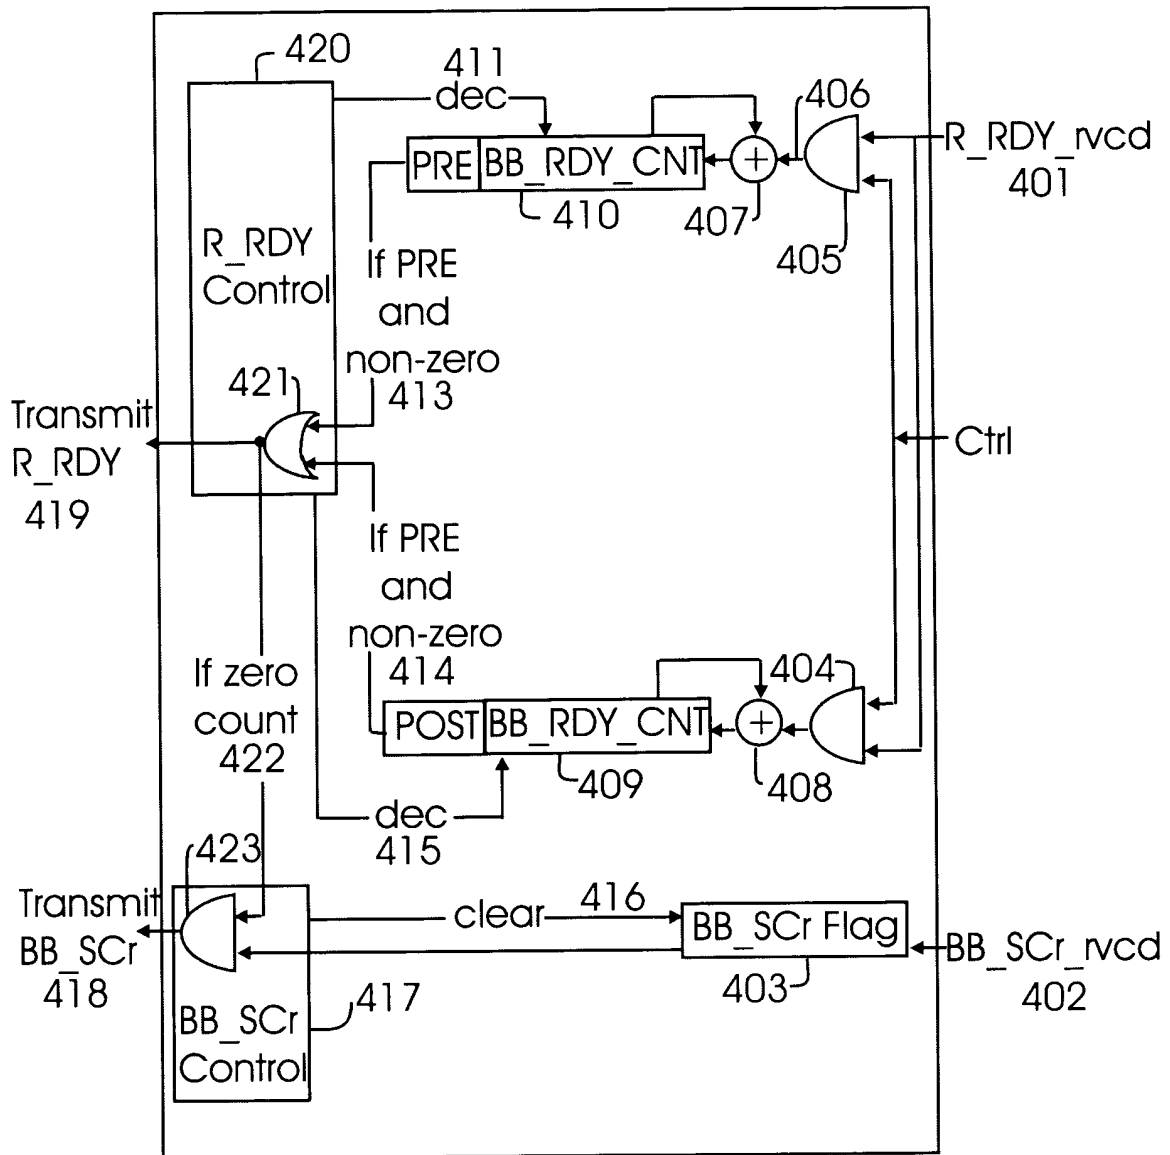 420
411
dec
406
R_RDY_rvcd
401
PRE
BB_RDY_CNT
+
410
407
405
R_RDY
Control
If PRE
and
non-zero
413
421
Transmit
R_RDY
419
Ctrl
If PRE
and
non-zero
414
If zero
count
422
404
POST
BB_RDY_CNT
+
409
408
dec
415
423
Transmit
BB_SCr
418
clear
416
BB_SCr Flag
403
BB_SCr_rvcd
402
417
BB_SCr
Control